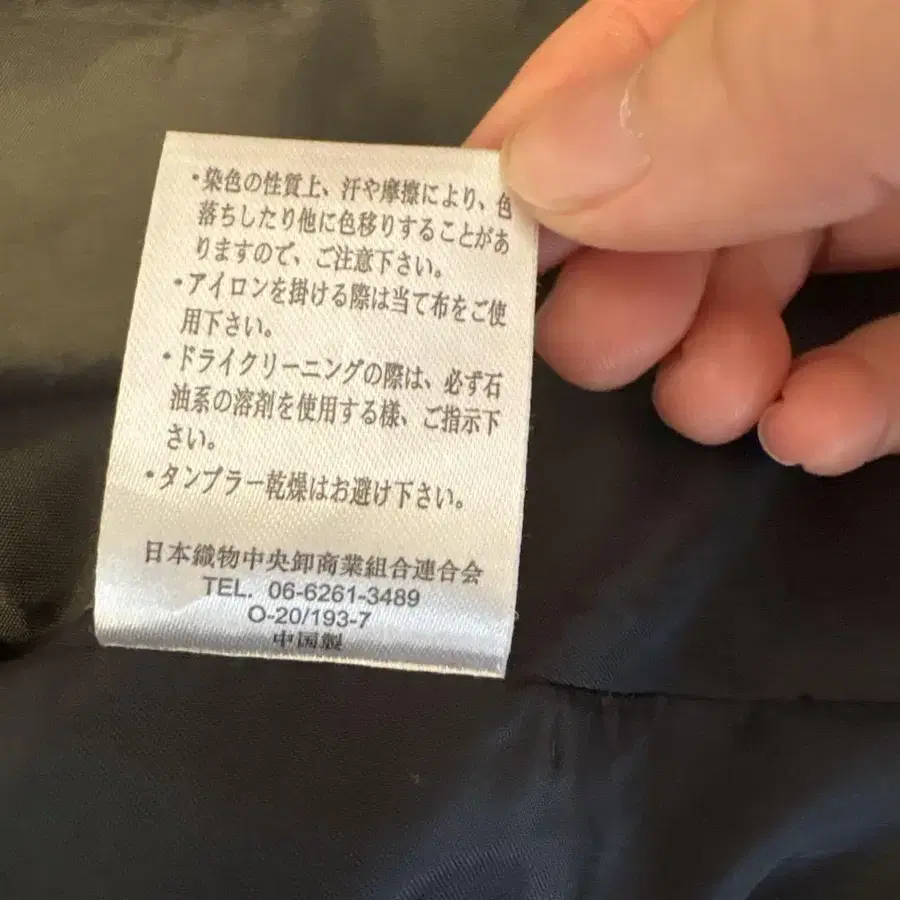 ・染色の性質上、汗や摩擦により、色
落ちしたり他に色移りすることがあ
りますので、ご注意下さい。
・アイロンを掛ける際は当て布をご使
用下さい。
・ドライクリーニングの際は、必ず石
油系の溶剤を使用する様、ご指示下
さい。
・タンブラー乾燥はお避け下さい。
日本織物中央卸商業組合連合会
TEL. 06-6261-3489
O-20/193-7
中国製